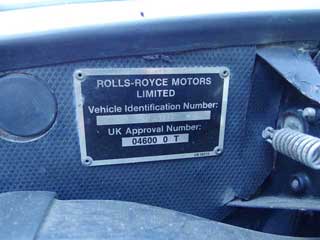 ROLLS-ROYCE MOTORS
LIMITED
Vehicle Identification Number:
UK Approval Number:
04600 0 T